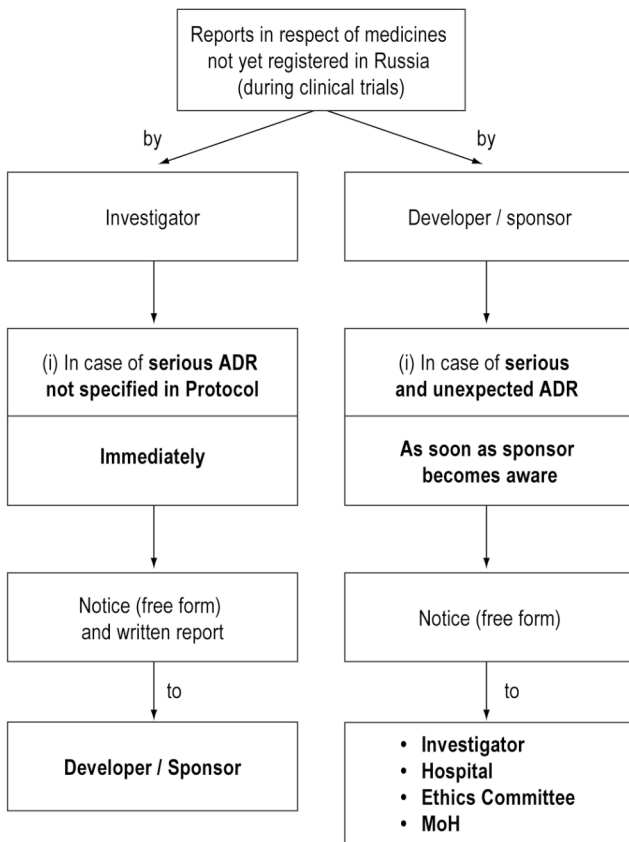 Reports in respect of medicines
not yet registered in Russia
(during clinical trials)
by
by
Investigator
Developer / sponsor
(i) In case of serious ADR
not specified in Protocol
(i) In case of serious
and unexpected ADR
Immediately
As soon as sponsor
becomes aware
Notice (free form)
and written report
Notice (free form)
to
to
Developer / Sponsor
• Investigator
• Hospital
• Ethics Committee
• MoH